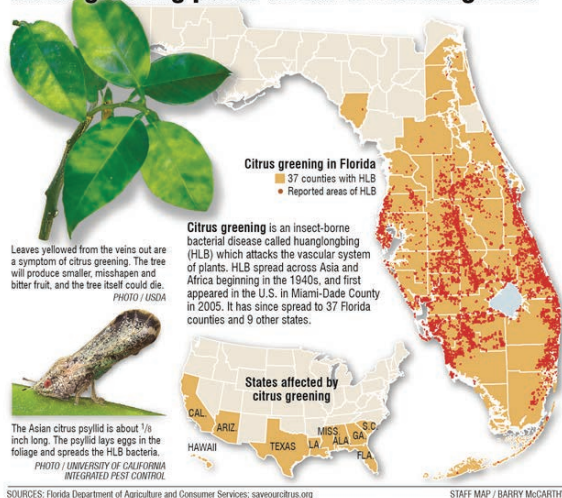 Citrus greening in Florida
37 counties with HLB
Reported areas of HLB
Citrus greening is an insect-borne
bacterial disease called huanglongbing
(HLB) which attacks the vascular system
of plants. HLB spread across Asia and
Africa beginning in the 1940s, and first
appeared in the U.S. in Miami-Dade County
in 2005. It has since spread to 37 Florida
counties and 9 other states.
Leaves yellowed from the veins out are
a symptom of citrus greening. The tree
will produce smaller, misshapen and
bitter fruit, and the tree itself could die.
PHOTO / USDA
The Asian citrus psyllid is about 1/8
inch long. The psyllid lays eggs in the
foliage and spreads the HLB bacteria.
PHOTO / UNIVERSITY OF CALIFORNIA
INTEGRATED PEST CONTROL
States affected by
citrus greening
CAL.
ARIZ.
HAWAII
TEXAS
LA.
MISS.
ALA.
GA.
S.C.
FLA.
SOURCES: Florida Department of Agriculture and Consumer Services; saveourcitrus.org
STAFF MAP / BARRY McCARTH